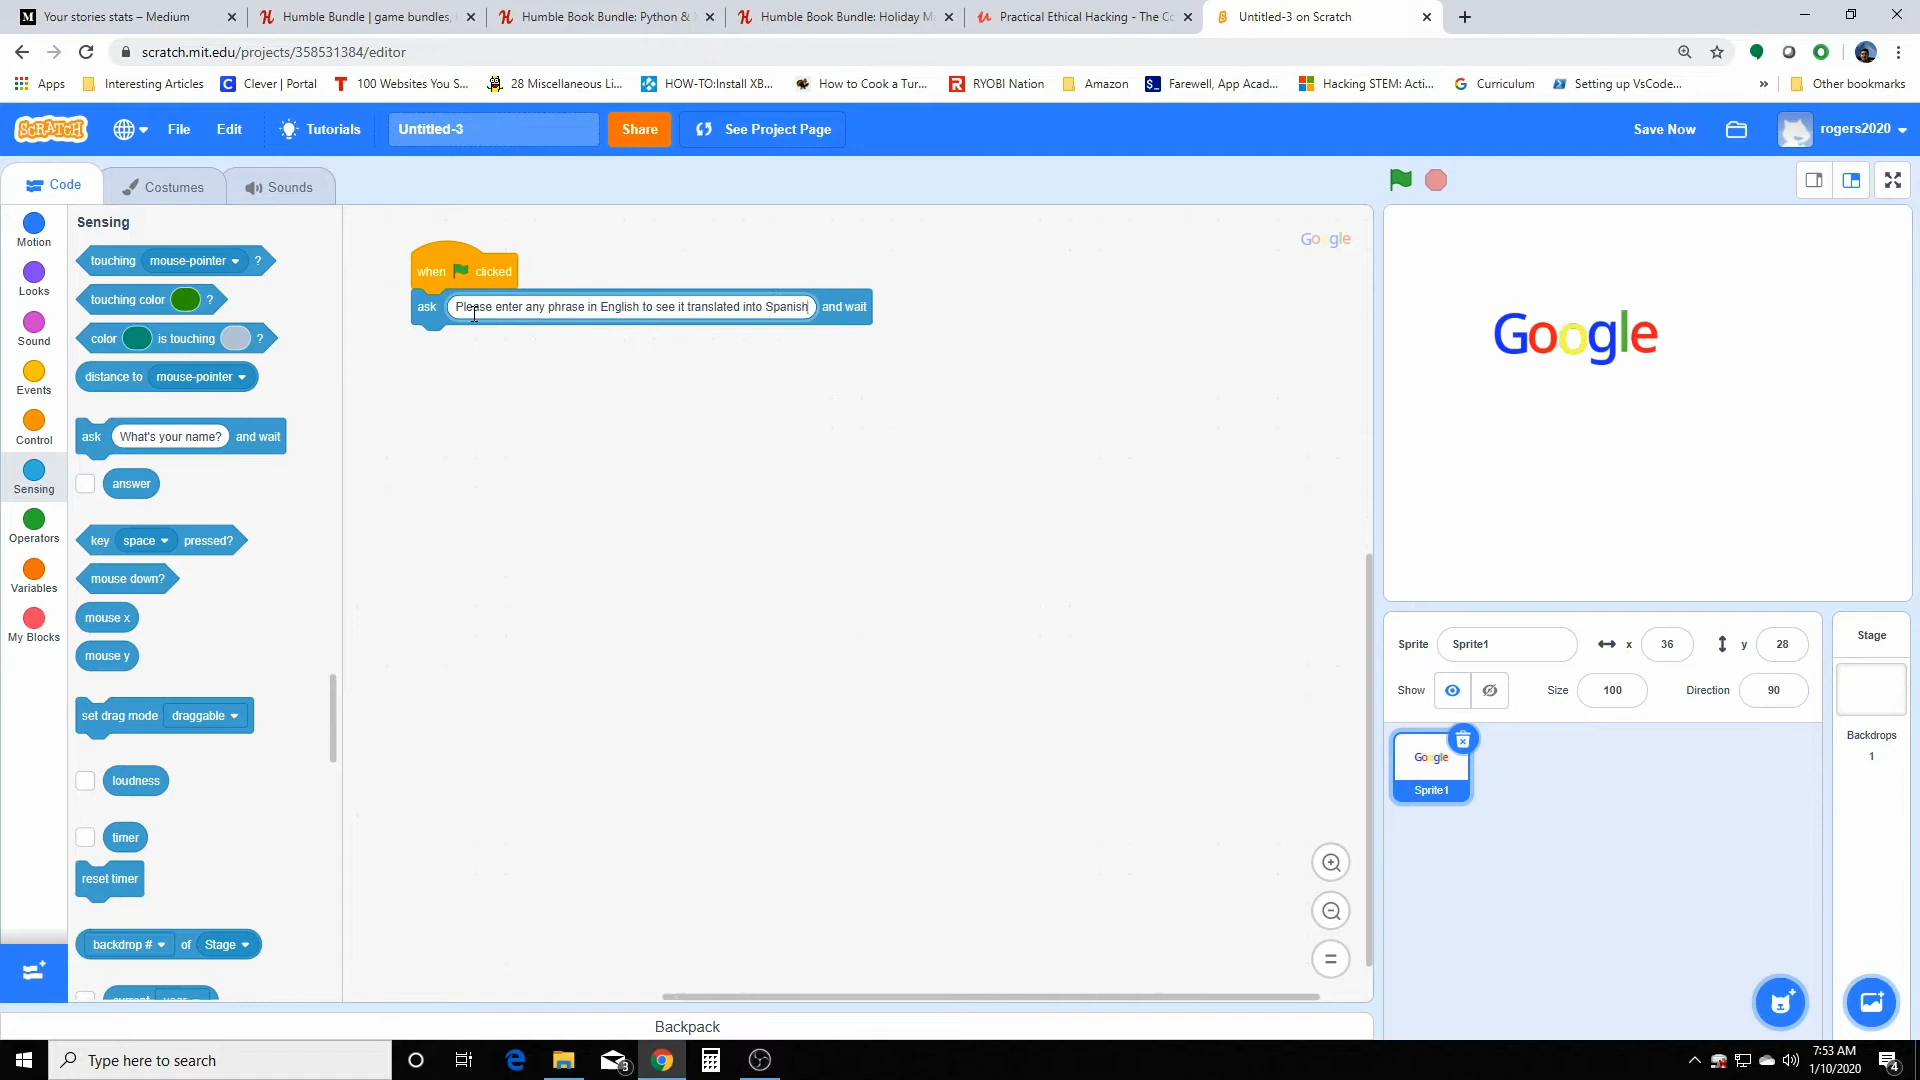 Your stories stats – Medium
Humble Bundle | game bundles,
Humble Book Bundle: Python &
Humble Book Bundle: Holiday M
Practical Ethical Hacking - The Co
Untitled-3 on Scratch
scratch.mit.edu/projects/358531384/editor
Apps
Interesting Articles
Clever | Portal
100 Websites You S...
28 Miscellaneous Li...
HOW-TO:Install XB...
How to Cook a Tur...
RYOBI Nation
Amazon
Farewell, App Acad...
Hacking STEM: Acti...
Curriculum
Setting up VsCode...
»
Other bookmarks
SCRATCH
File
Edit
Tutorials
Untitled-3
Share
See Project Page
Save Now
rogers2020
Code
Costumes
Sounds
Motion
Looks
Sound
Events
Control
Sensing
Operators
Variables
My Blocks
Sensing
touching mouse-pointer ?
touching color ?
color is touching ?
distance to mouse-pointer
ask What's your name? and wait
answer
key space pressed?
mouse down?
mouse x
mouse y
set drag mode draggable
loudness
timer
reset timer
backdrop # of Stage
when clicked
ask Please enter any phrase in English to see it translated into Spanish and wait
Google
Google
Sprite Sprite1 x 36 y 28
Show Size 100 Direction 90
Google
Sprite1
Stage
Backdrops
1
Backpack
Type here to search
3
7:53 AM
1/10/2020
4